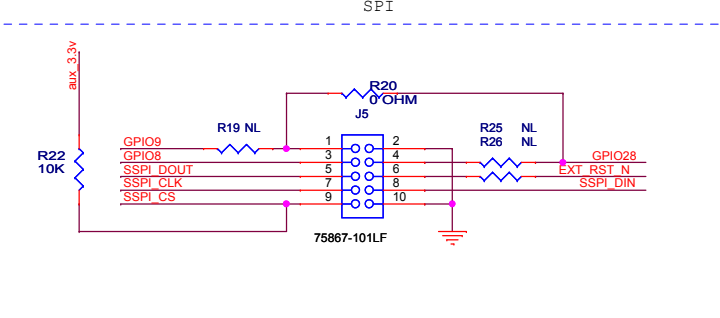 SPI
aux_3.3v
R20
0 OHM
J5
R19 NL
R25 NL
R26 NL
GPIO9
1
2
GPIO8
3
4
GPIO28
R22
10K
SSPI_DOUT
5
6
EXT_RST_N
SSPI_CLK
7
8
SSPI_DIN
SSPI_CS
9
10
75867-101LF